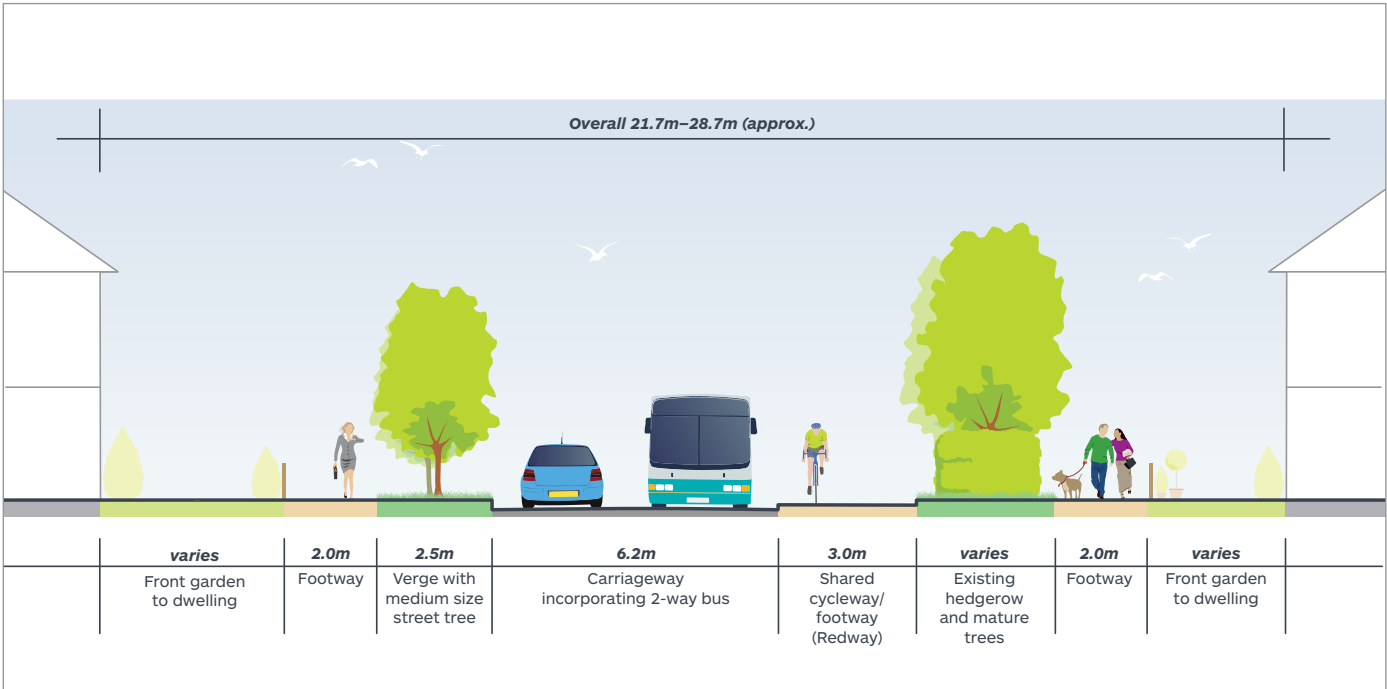 Overall 21.7m–28.7m (approx.)
varies
Front garden
to dwelling
2.0m
Footway
2.5m
Verge with
medium size
street tree
6.2m
Carriageway
incorporating 2-way bus
3.0m
Shared
cycleway/
footway
(Redway)
varies
Existing
hedgerow
and mature
trees
2.0m
Footway
varies
Front garden
to dwelling